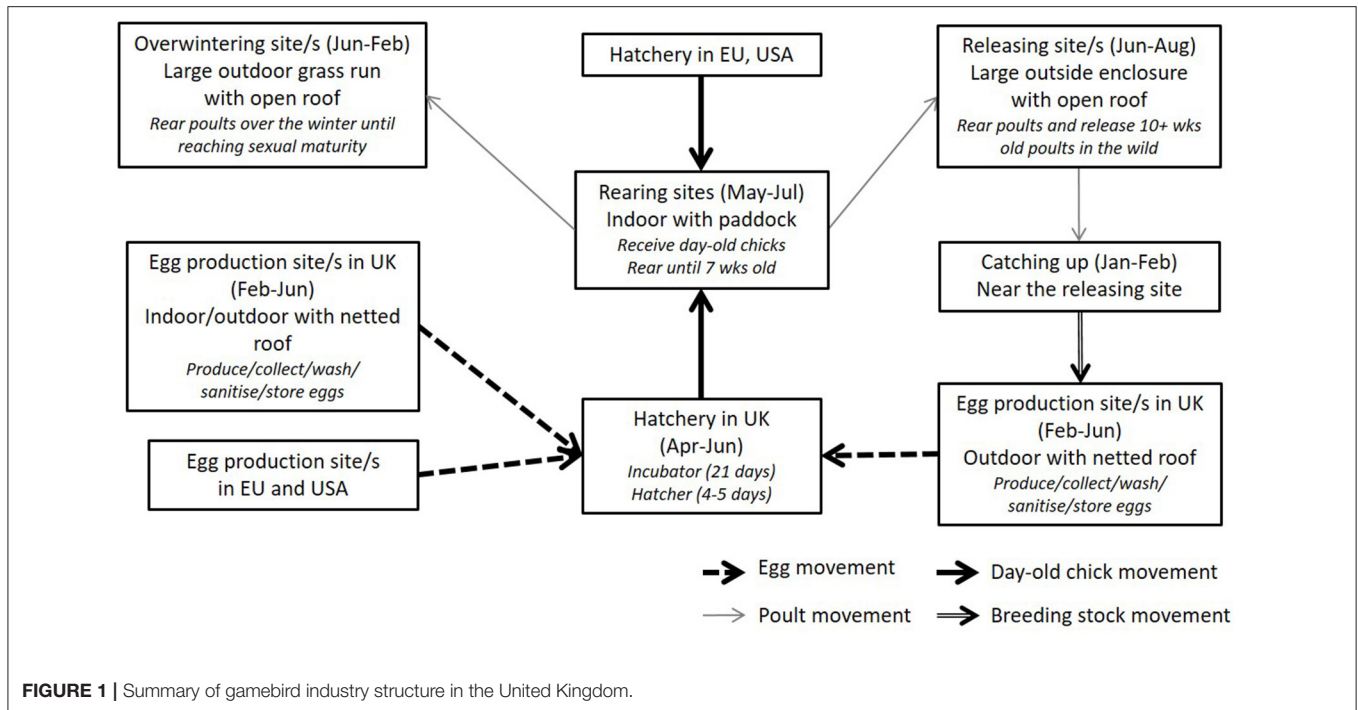 Overwintering site/s (Jun-Feb)
Large outdoor grass run
with open roof
Rear poults over the winter until
reaching sexual maturity
Hatchery in EU, USA
Releasing site/s (Jun-Aug)
Large outside enclosure
with open roof
Rear poults and release 10+ wks
old poults in the wild
Rearing sites (May-Jul)
Indoor with paddock
Receive day-old chicks
Rear until 7 wks old
Egg production site/s in UK
(Feb-Jun)
Indoor/outdoor with netted
roof
Produce/collect/wash/
sanitise/store eggs
Catching up (Jan-Feb)
Near the releasing site
Egg production site/s
in EU and USA
Hatchery in UK
(Apr-Jun)
Incubator (21 days)
Hatcher (4-5 days)
Egg production site/s in UK
(Feb-Jun)
Outdoor with netted roof
Produce/collect/wash/
sanitise/store eggs
Egg movement
Day-old chick movement
Poult movement
Breeding stock movement
FIGURE 1 | Summary of gamebird industry structure in the United Kingdom.